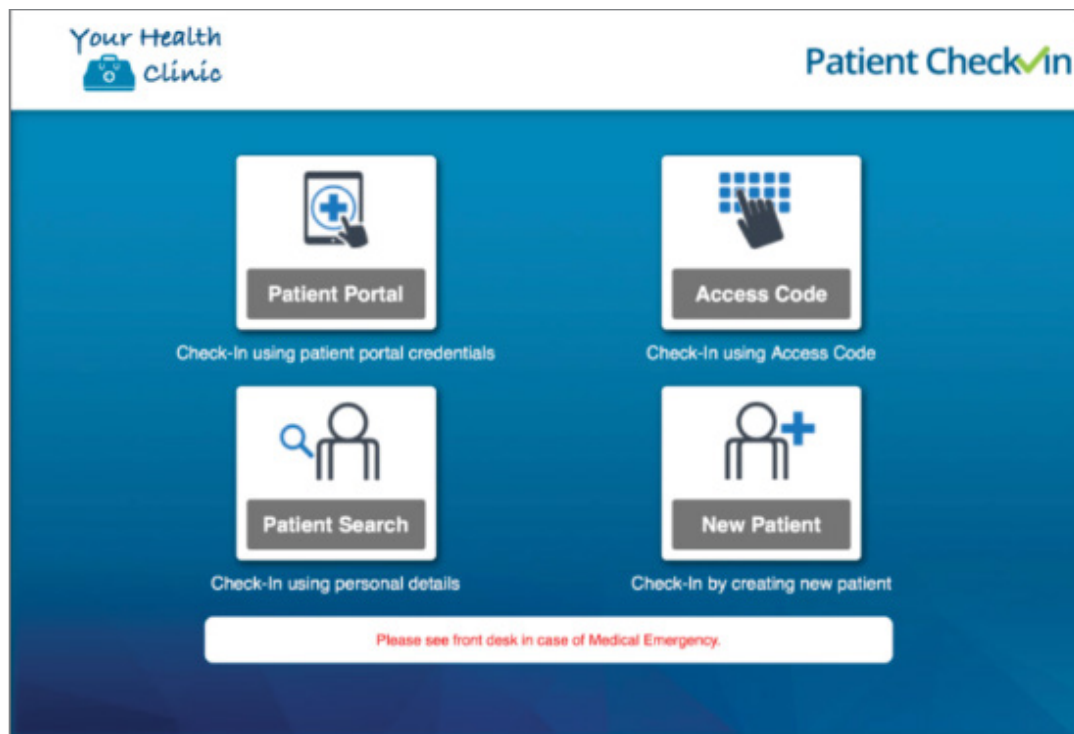 Your Health
Clinic
Patient Check in
Patient Portal
Access Code
Check-In using patient portal credentials
Check-In using Access Code
Patient Search
New Patient
Check-In using personal details
Check-In by creating new patient
Please see front desk in case of Medical Emergency.